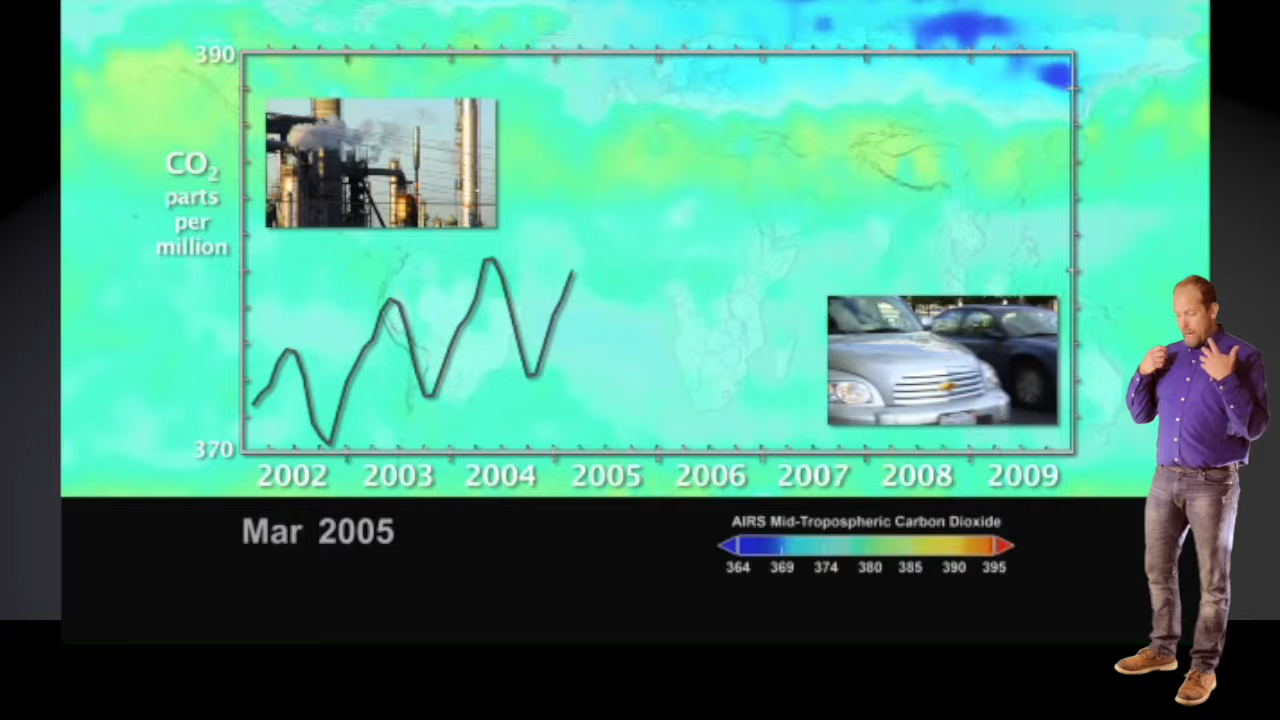 390
CO₂
parts
per
million
370
2002 2003 2004 2005 2006 2007 2008 2009
Mar 2005
AIRS Mid-Tropospheric Carbon Dioxide
364 369 374 380 385 390 395